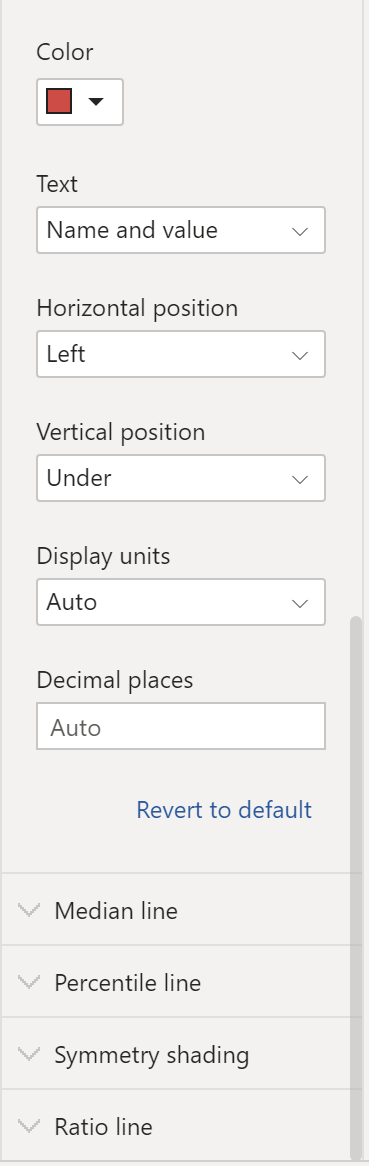 Color
Text
Name and value
Horizontal position
Left
Vertical position
Under
Display units
Auto
Decimal places
Auto
Revert to default
Median line
Percentile line
Symmetry shading
Ratio line